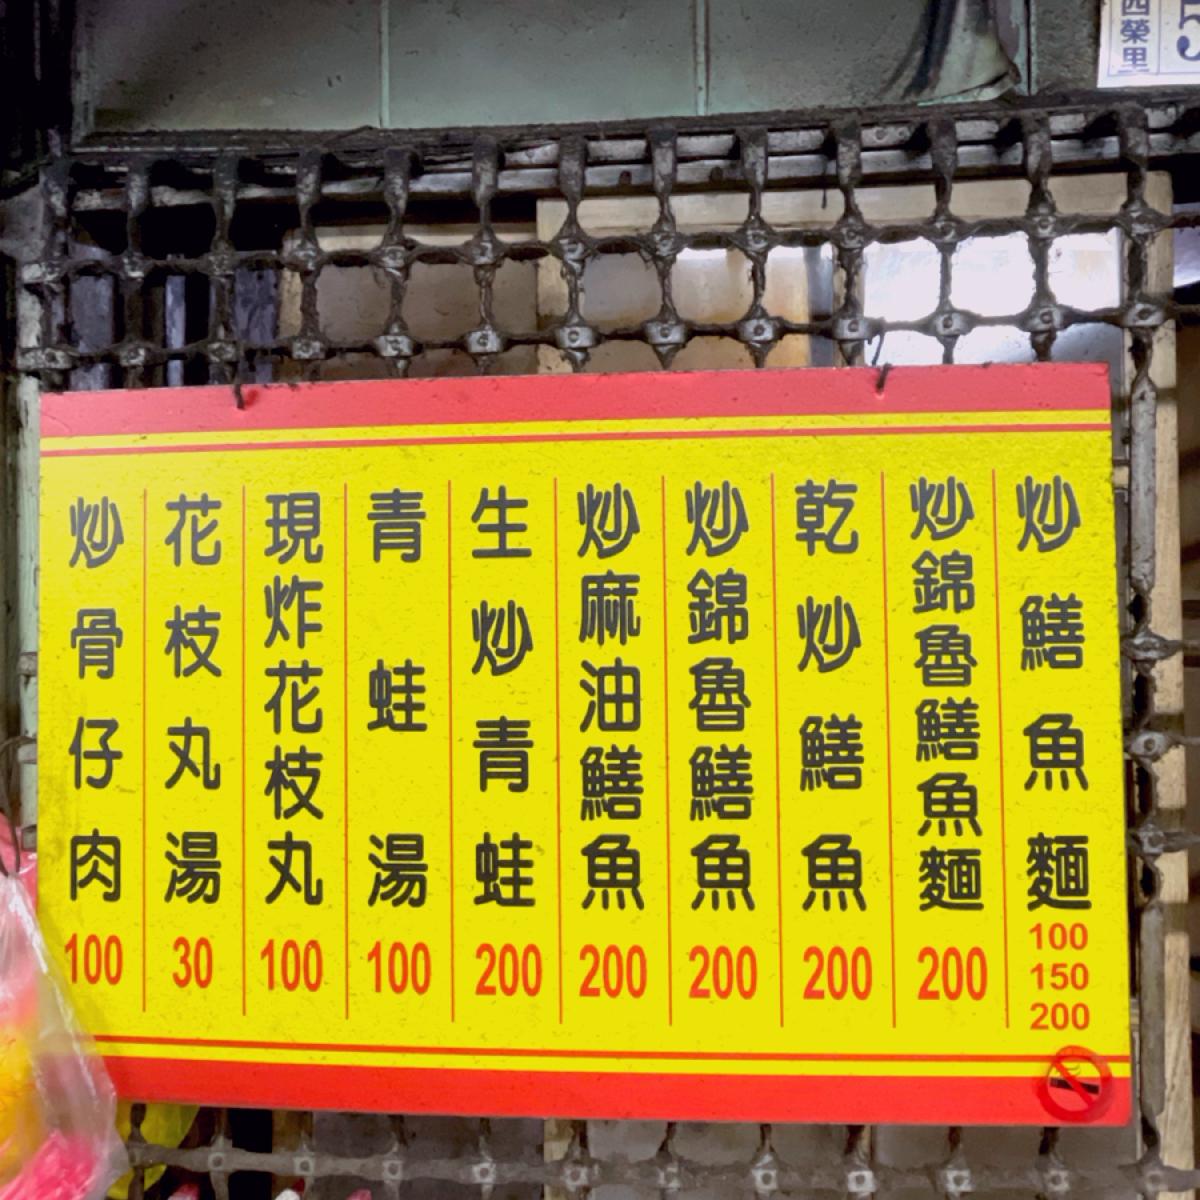 西榮里
5
炒鱔魚麵 100 150 200
炒錦魯鱔魚麵 200
乾炒鱔魚 200
炒錦魯鱔魚 200
炒麻油鱔魚 200
生炒青蛙 200
青蛙湯 100
現炸花枝丸 100
花枝丸湯 30
炒骨仔肉 100